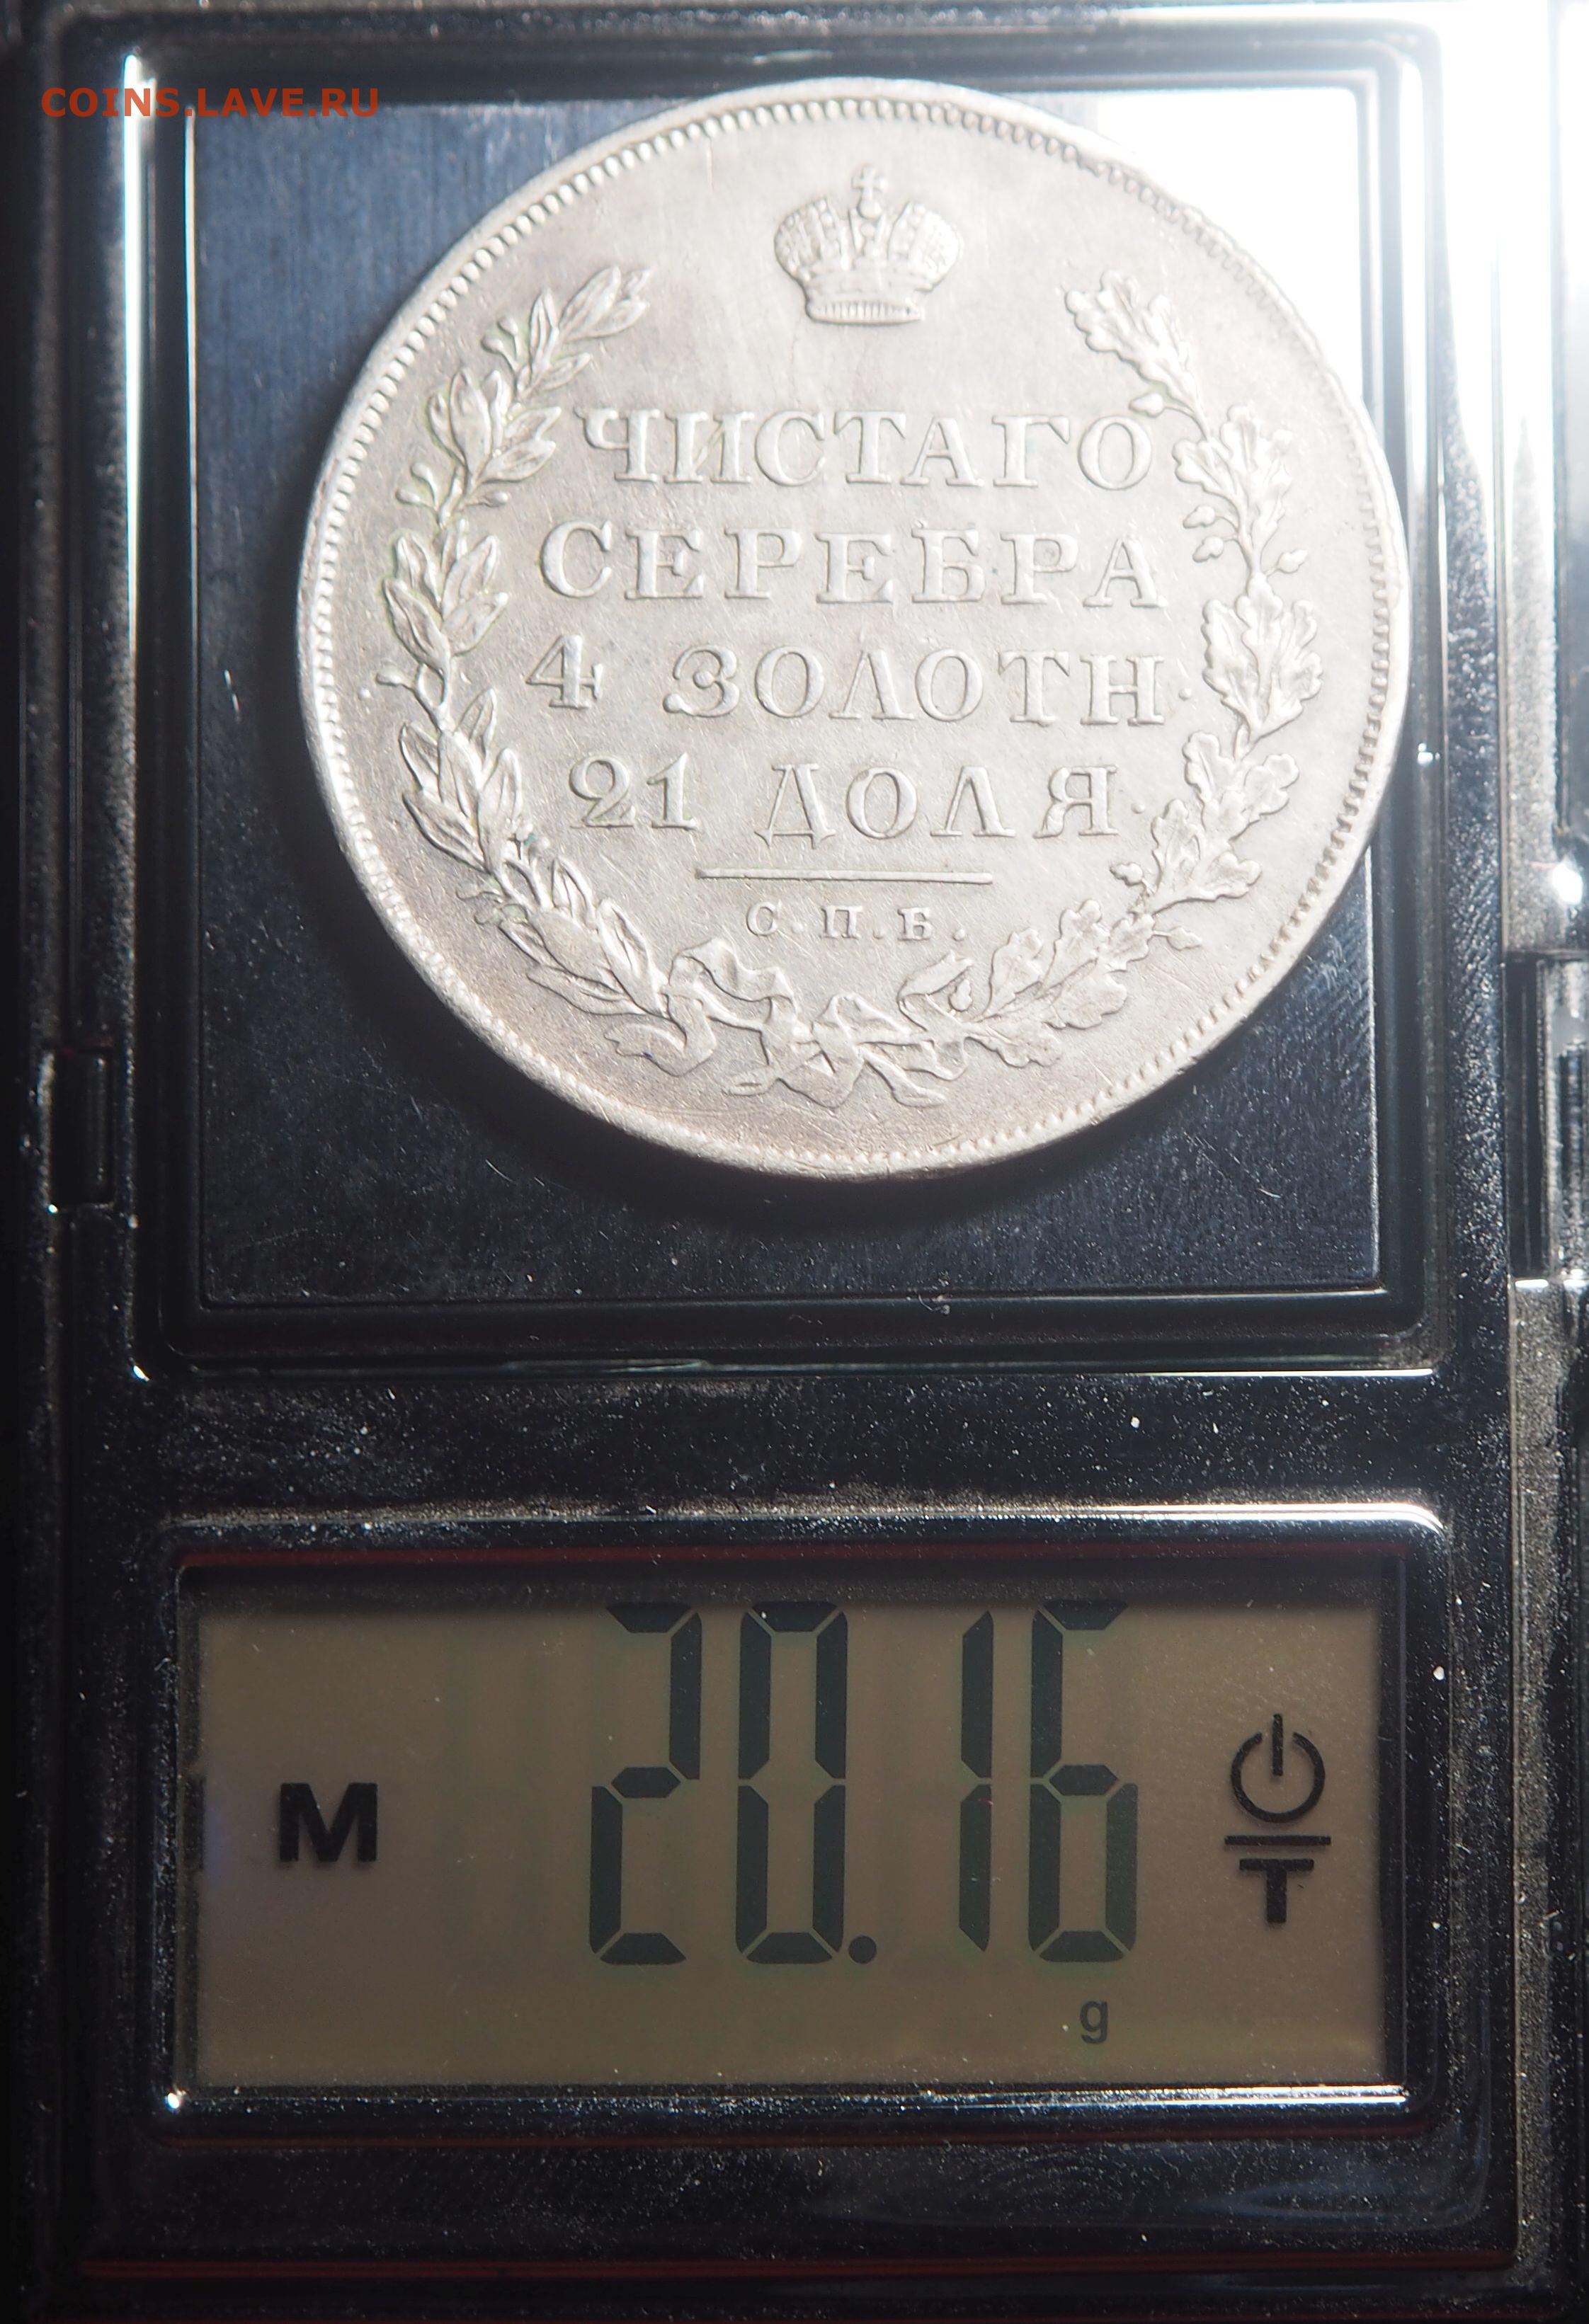 COINS.LAVE.RU
ЧИСТАГО
СЕРЕБРА
4 ЗОЛОТН·
21 ДОЛЯ·
С.П.Б.
20.16
M
T
g